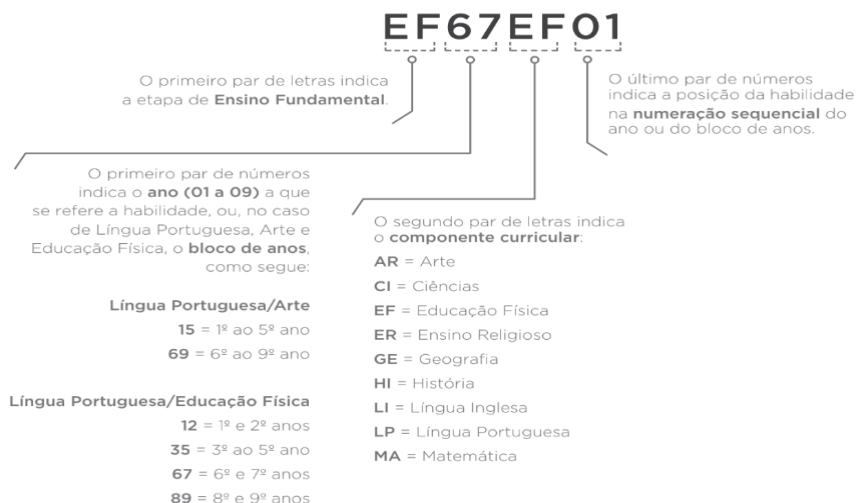 EF67EF01
O primeiro par de letras indica
a etapa de Ensino Fundamental.
O último par de números
indica a posição da habilidade
na numeração sequencial do
ano ou do bloco de anos.
O primeiro par de números
indica o ano (01 a 09) a que
se refere a habilidade, ou, no caso
de Língua Portuguesa, Arte e
Educação Física, o bloco de anos,
como segue:
Língua Portuguesa/Arte
15 = 1º ao 5º ano
69 = 6º ao 9º ano
Língua Portuguesa/Educação Física
12 = 1º e 2º anos
35 = 3º ao 5º ano
67 = 6º e 7º anos
89 = 8º e 9º anos
O segundo par de letras indica
o componente curricular:
AR = Arte
CI = Ciências
EF = Educação Física
ER = Ensino Religioso
GE = Geografia
HI = História
LI = Língua Inglesa
LP = Língua Portuguesa
MA = Matemática